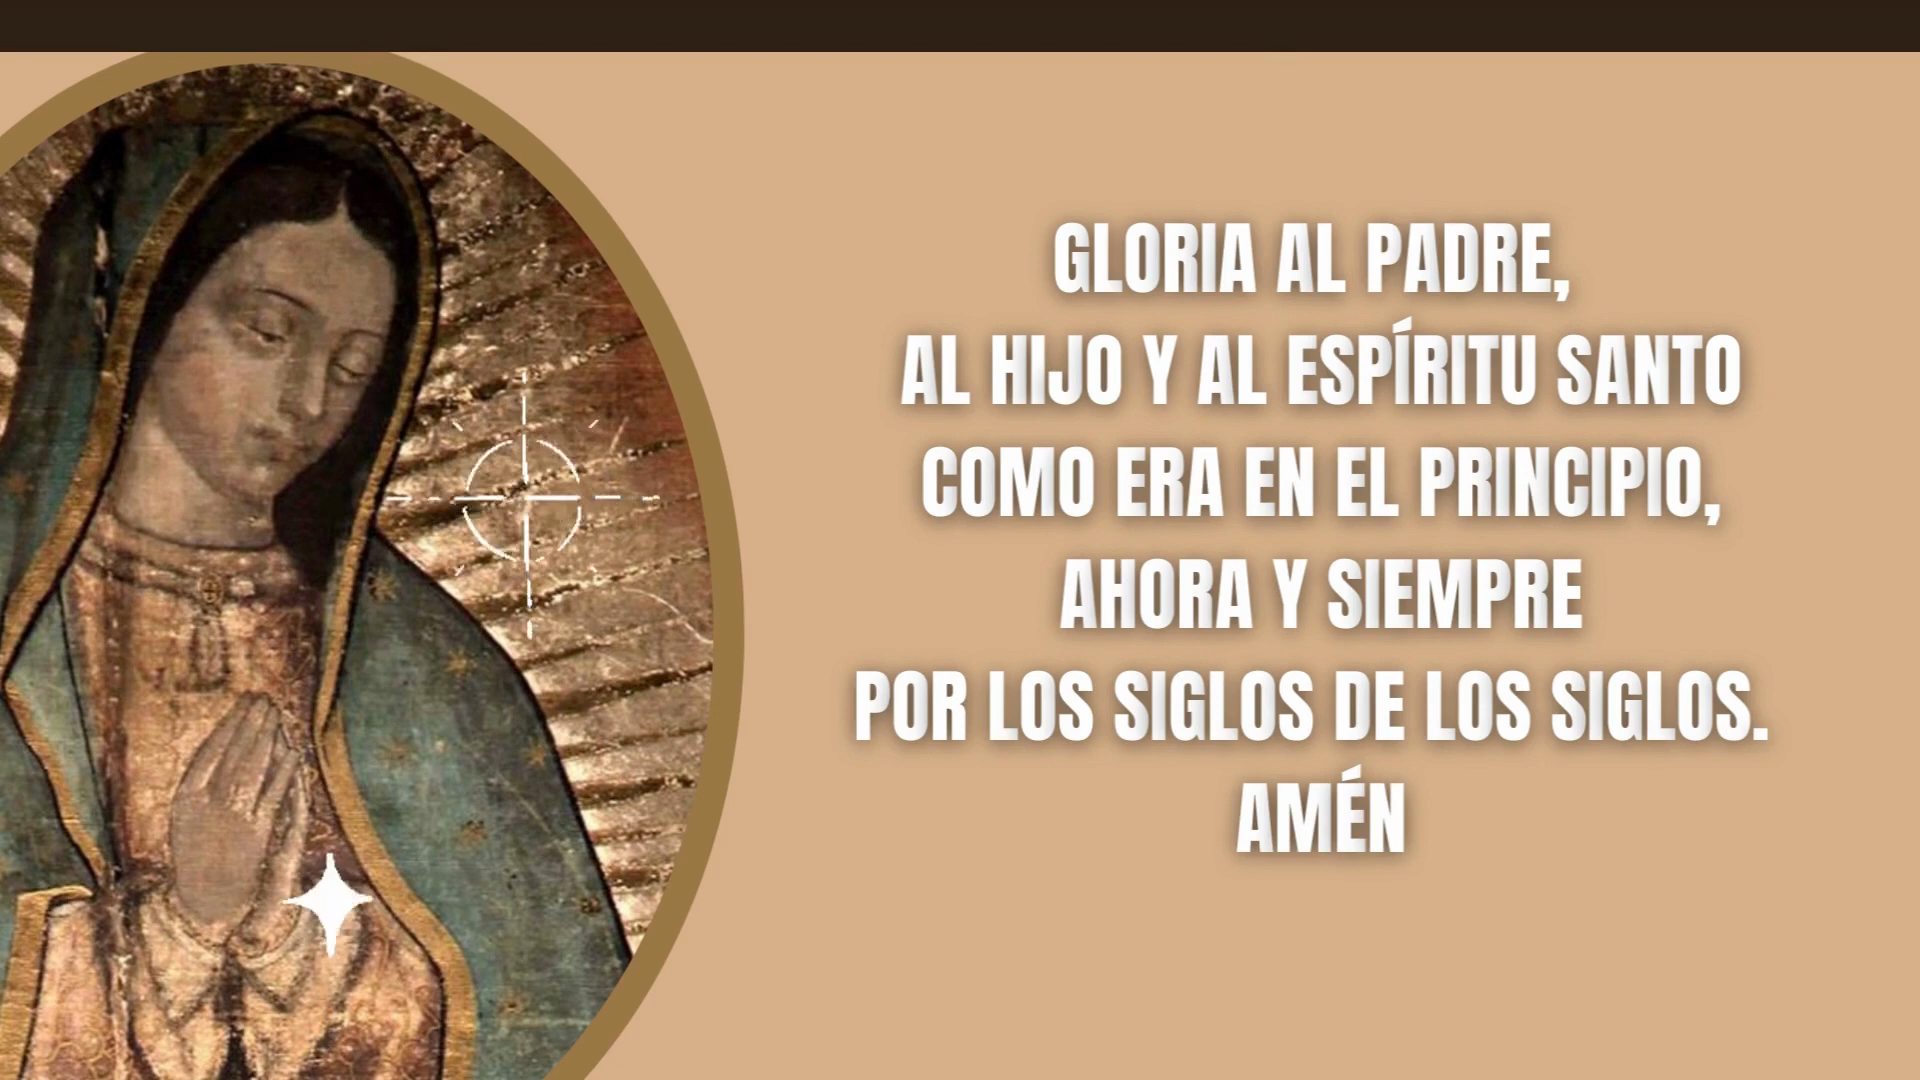 GLORIA AL PADRE,
AL HIJO Y AL ESPÍRITU SANTO
COMO ERA EN EL PRINCIPIO,
AHORA Y SIEMPRE
POR LOS SIGLOS DE LOS SIGLOS.
AMÉN